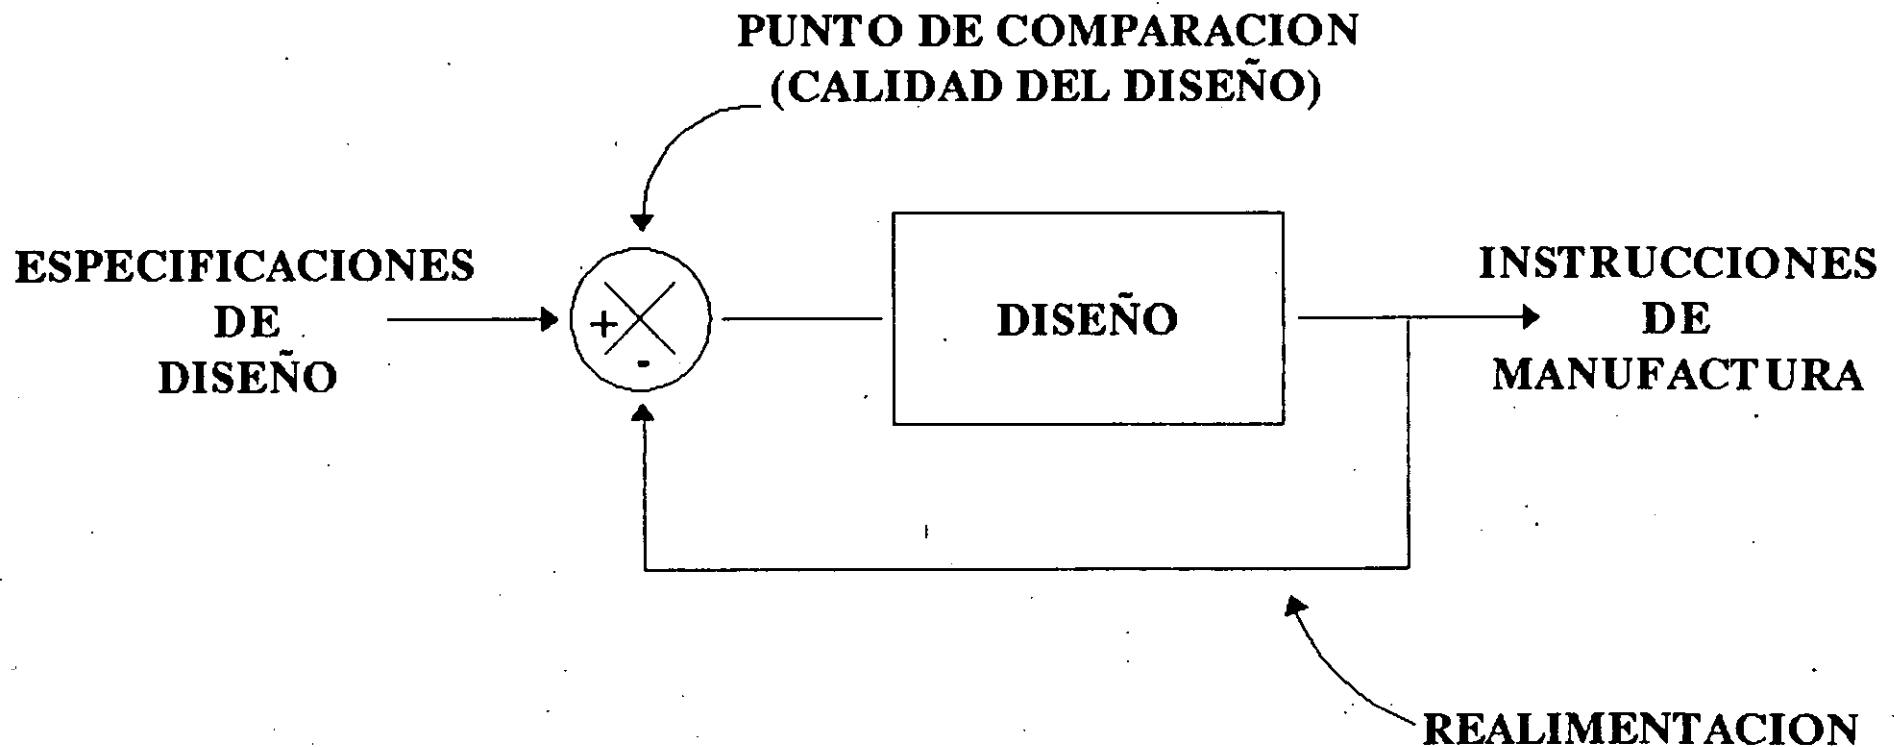 PUNTO DE COMPARACION
(CALIDAD DEL DISEÑO)
ESPECIFICACIONES
DE
DISEÑO
+
-
DISEÑO
INSTRUCCIONES
DE
MANUFACTURA
REALIMENTACION